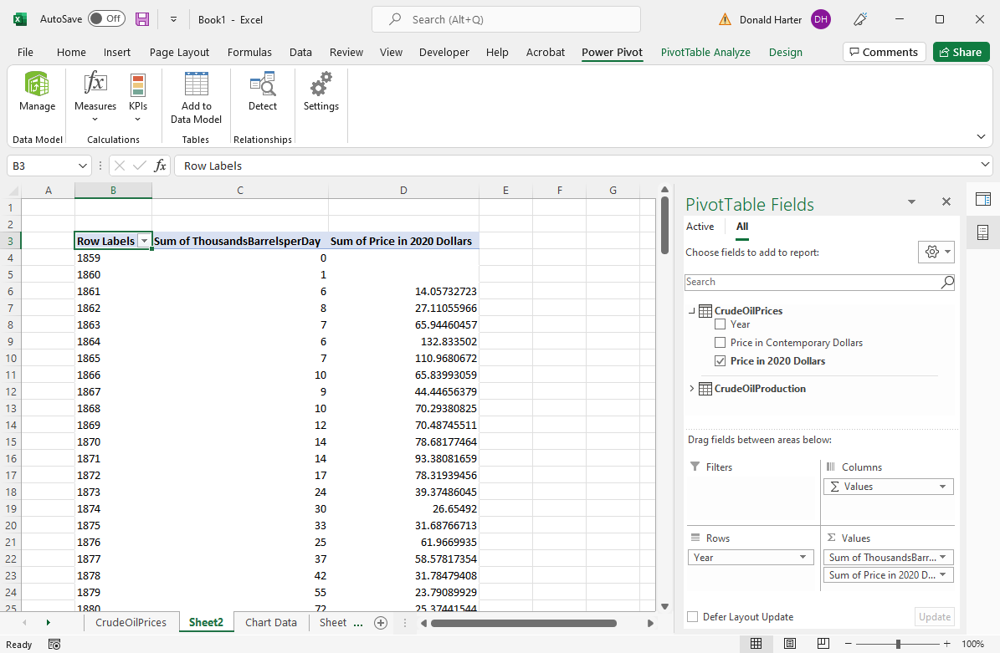 AutoSave Off Book1 - Excel Search (Alt+Q) Donald Harter DH
File Home Insert Page Layout Formulas Data Review View Developer Help Acrobat Power Pivot PivotTable Analyze Design Comments Share
Manage Measures KPIs Add to Data Model Detect Settings
Data Model Calculations Tables Relationships
B3 fx Row Labels
A B C D E F G
1
2
3 Row Labels Sum of ThousandsBarrelsperDay Sum of Price in 2020 Dollars
4 1859 0
5 1860 1
6 1861 6 14.05732723
7 1862 8 27.11055966
8 1863 7 65.94460457
9 1864 6 132.833502
10 1865 7 110.9680672
11 1866 10 65.83993059
12 1867 9 44.44656379
13 1868 10 70.29380825
14 1869 12 70.48745511
15 1870 14 78.68177464
16 1871 14 93.38081659
17 1872 17 78.31939456
18 1873 24 39.37486045
19 1874 30 26.65492
20 1875 33 31.68766713
21 1876 25 61.9669935
22 1877 37 58.57817354
23 1878 42 31.78479408
24 1879 55 23.79089929
25 1880 72 25.37441544
CrudeOilPrices Sheet2 Chart Data Sheet ...
Ready 100%
PivotTable Fields
Active All
Choose fields to add to report:
Search
CrudeOilPrices
Year
Price in Contemporary Dollars
Price in 2020 Dollars
CrudeOilProduction
Drag fields between areas below:
Filters Columns
Σ Values
Rows Σ Values
Year Sum of ThousandsBarr...
Sum of Price in 2020 D...
Defer Layout Update Update